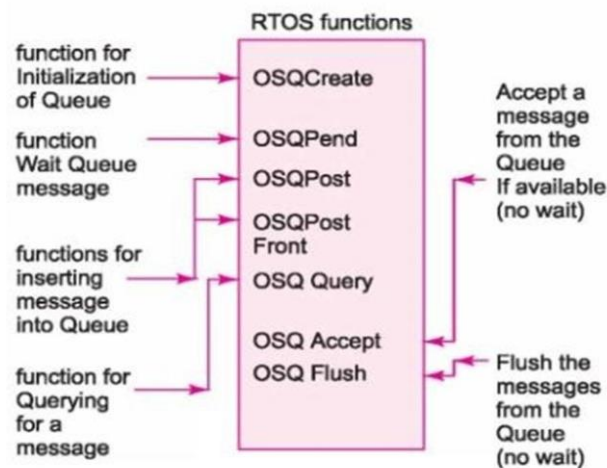 RTOS functions
function for
Initialization
of Queue
function
Wait Queue
message
functions for
inserting
message
into Queue
function for
Querying
for a
message
OSQCreate
OSQPend
OSQPost
OSQPost
Front
OSQ Query
OSQ Accept
OSQ Flush
Accept a
message
from the
Queue
If available
(no wait)
Flush the
messages
from the
Queue
(no wait)